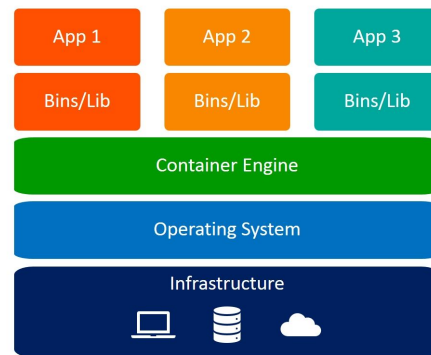 App 1
App 2
App 3
Bins/Lib
Bins/Lib
Bins/Lib
Container Engine
Operating System
Infrastructure